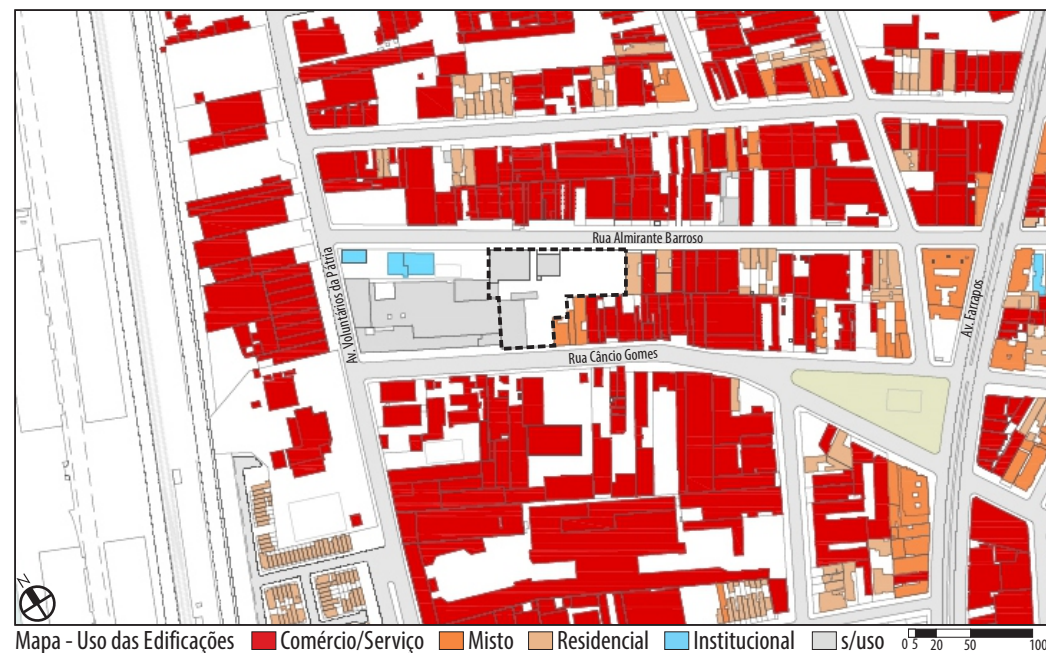 Rua Almirante Barroso
Av. Voluntários da Pátria
Av. Farrapos
Rua Câncio Gomes
N
Mapa - Uso das Edificações Comércio/Serviço Misto Residencial Institucional s/uso
0 5 20 50 100